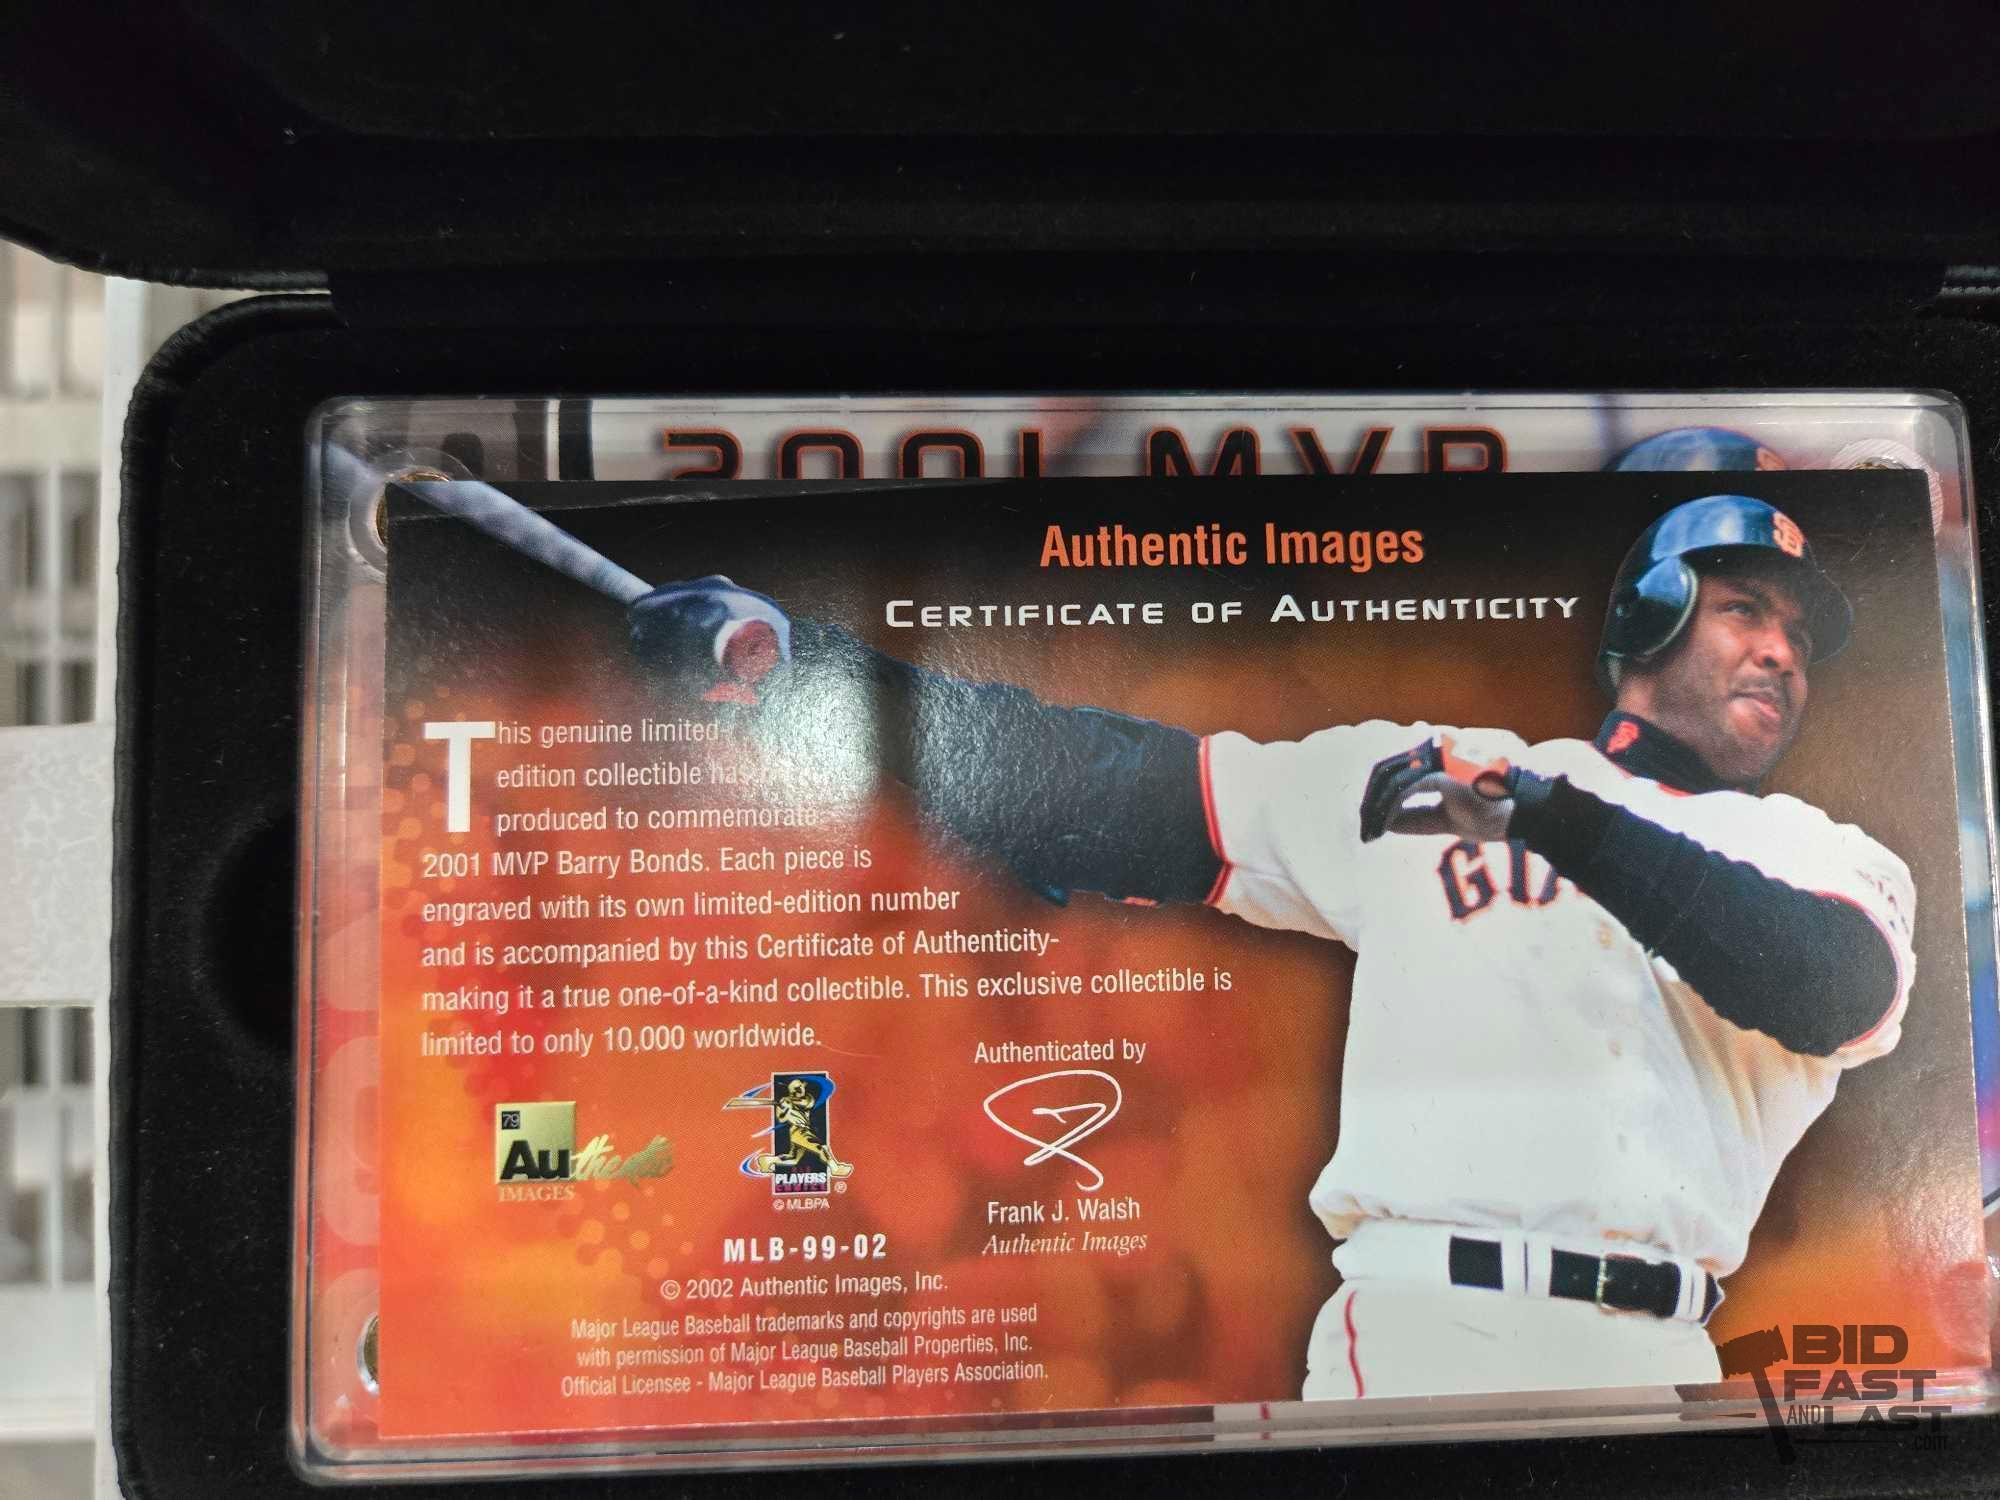 2001 MVP
Authentic Images
CERTIFICATE OF AUTHENTICITY
This genuine limited
edition collectible has
produced to commemorate
2001 MVP Barry Bonds. Each piece is
engraved with its own limited-edition number
and is accompanied by this Certificate of Authenticity-
making it a true one-of-a-kind collectible. This exclusive collectible is
limited to only 10,000 worldwide.
Authenticated by
Frank J. Walsh
Authentic Images
79
Authentic
IMAGES
PLAYERS
CHOICE
®
© MLBPA
MLB-99-02
© 2002 Authentic Images, Inc.
Major League Baseball trademarks and copyrights are used
with permission of Major League Baseball Properties, Inc.
Official Licensee - Major League Baseball Players Association.
SF
GI
BID
FAST
AND LAST
.com